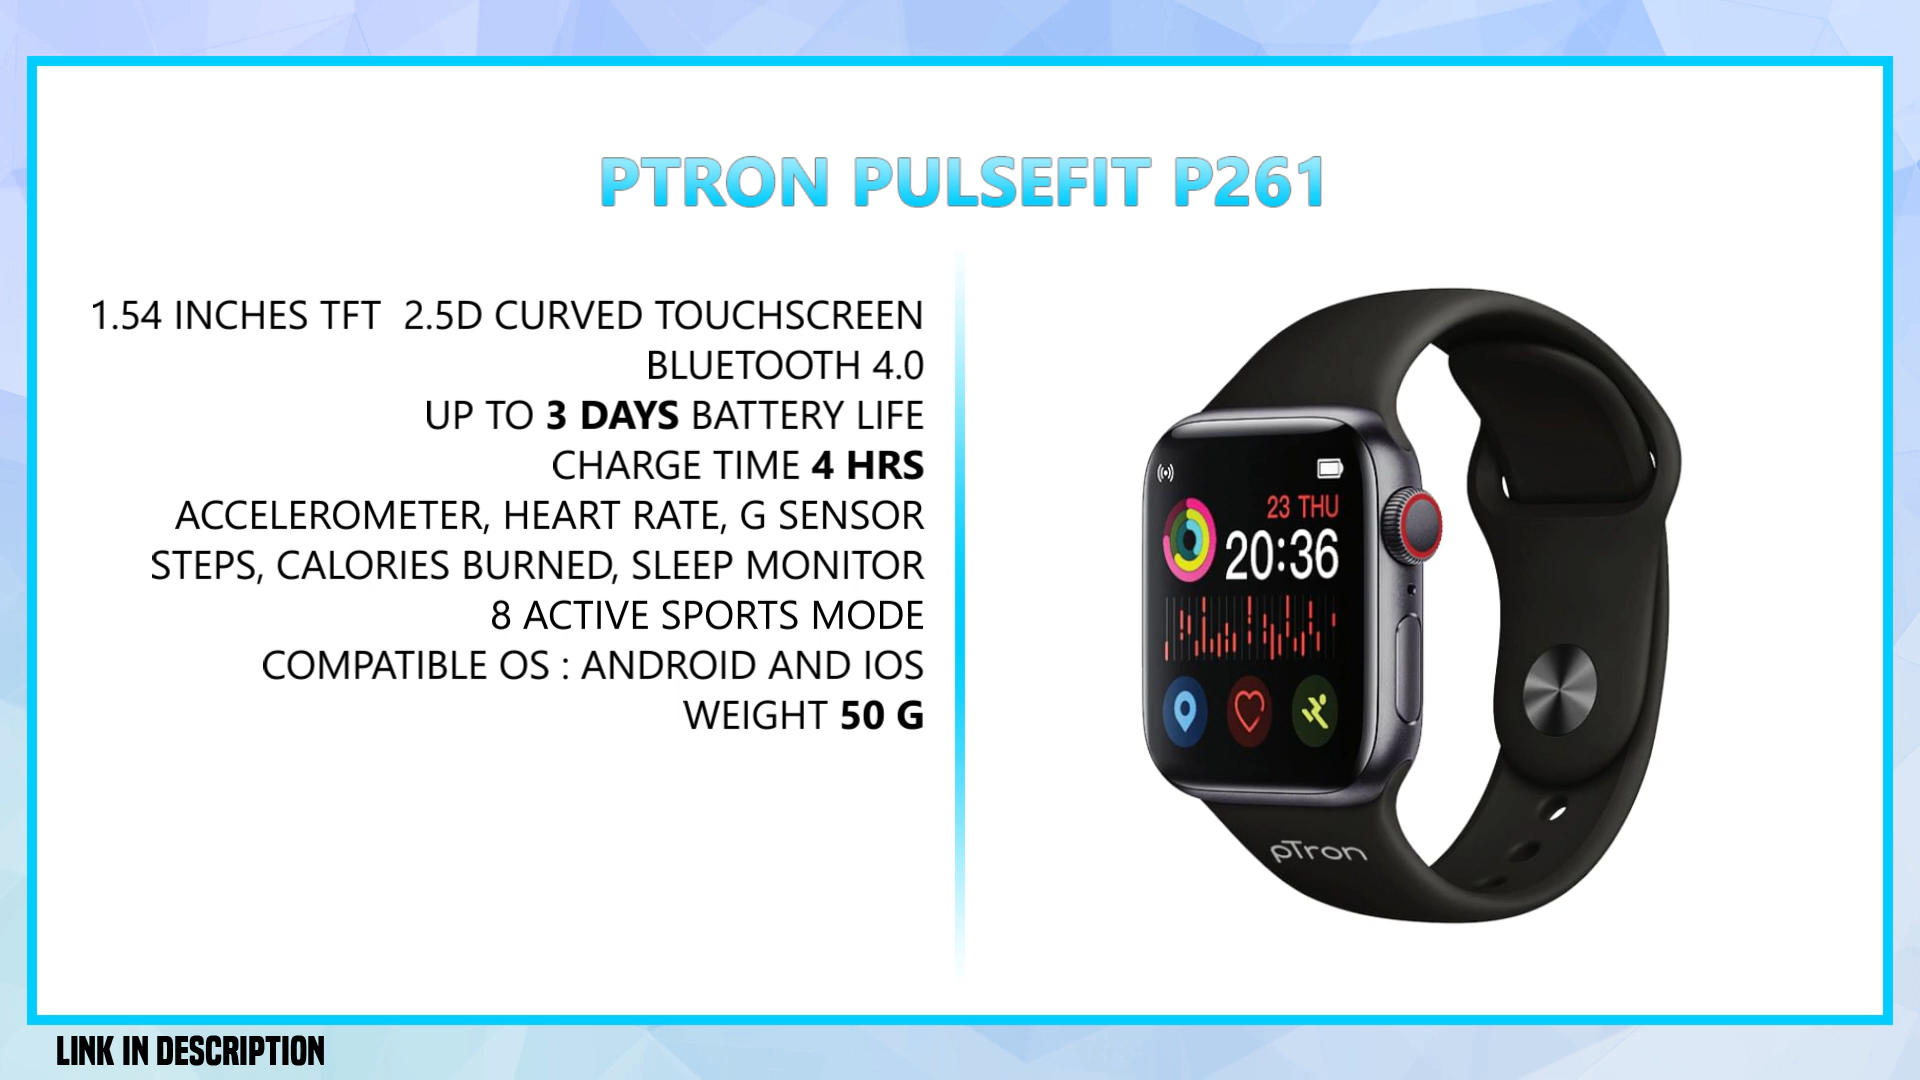 PTRON PULSEFIT P261
1.54 INCHES TFT  2.5D CURVED TOUCHSCREEN
BLUETOOTH 4.0
UP TO 3 DAYS BATTERY LIFE
CHARGE TIME 4 HRS
ACCELEROMETER, HEART RATE, G SENSOR
STEPS, CALORIES BURNED, SLEEP MONITOR
8 ACTIVE SPORTS MODE
COMPATIBLE OS : ANDROID AND IOS
WEIGHT 50 G
23 THU
20:36
pTron
LINK IN DESCRIPTION